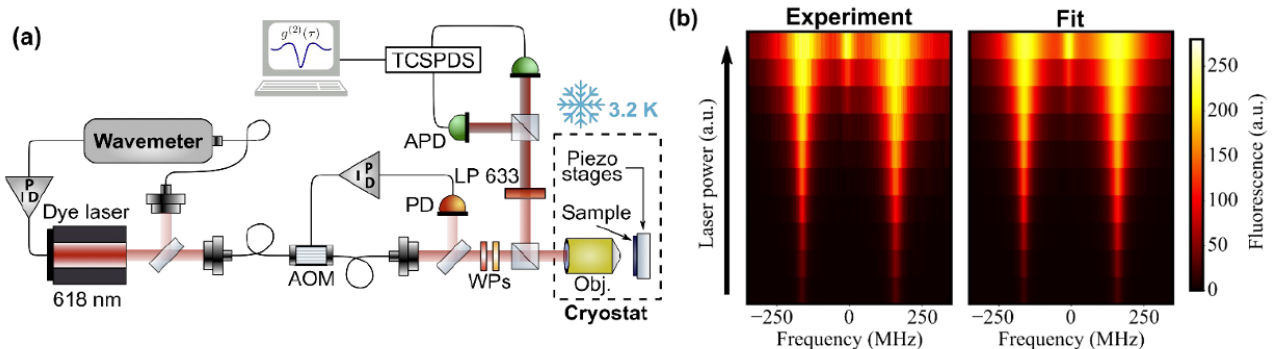 (a)
g(2)(τ)
TCSPDS
3.2 K
Wavemeter
APD
Cryostat
Piezo
stages
P
I D
LP 633
P
I D
PD
Sample
Dye laser
618 nm
AOM
WPs
Obj.
(b)
Experiment
Fit
Laser power (a.u.)
250
200
150
100
50
0
Fluorescence (a.u.)
−250 0 250
−250 0 250
Frequency (MHz)
Frequency (MHz)